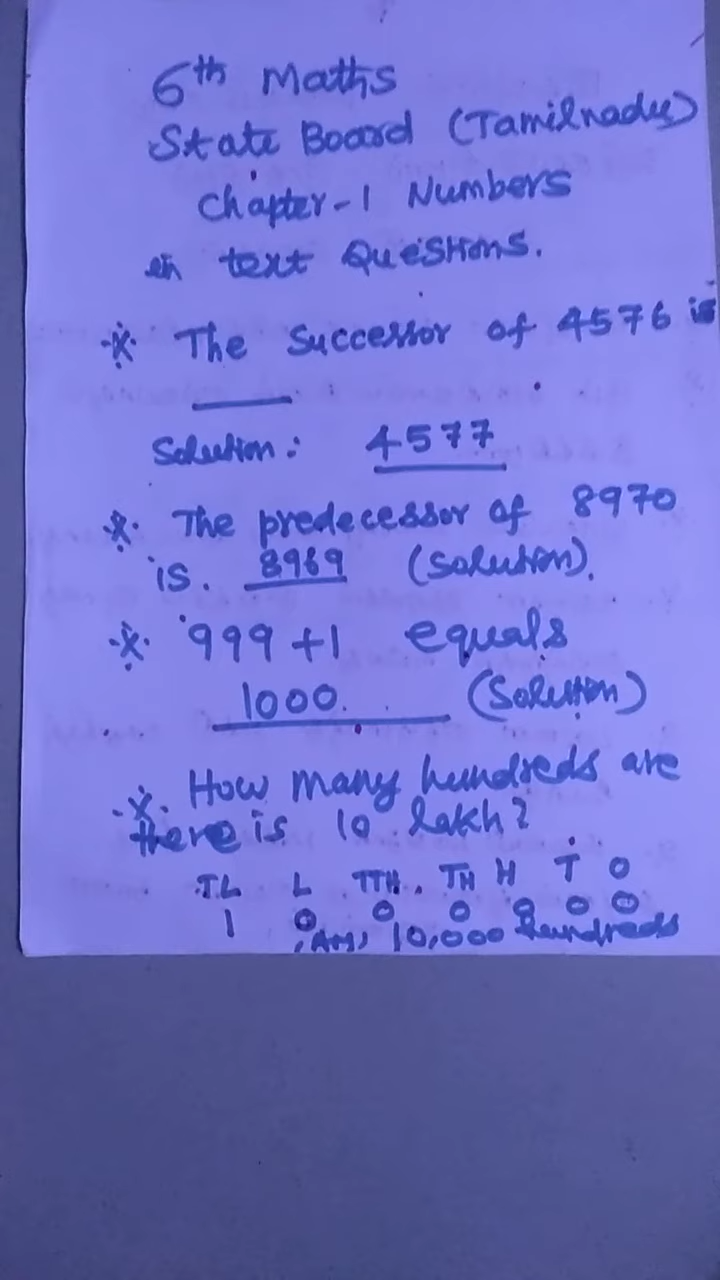 6th Maths
State Board (Tamilnadu)
Chapter-1 Numbers
in text Questions.
* The Successor of 4576 is
Solution: 4577
* The predecessor of 8970
is. 8969 (Solution).
* 999+1 equals
1000. (Solution)
* How many hundreds are
there is 10 lakh?
TL L TTH. TH H T O
1 0 0 0 0 0 0
Ans, 10,000 hundreds